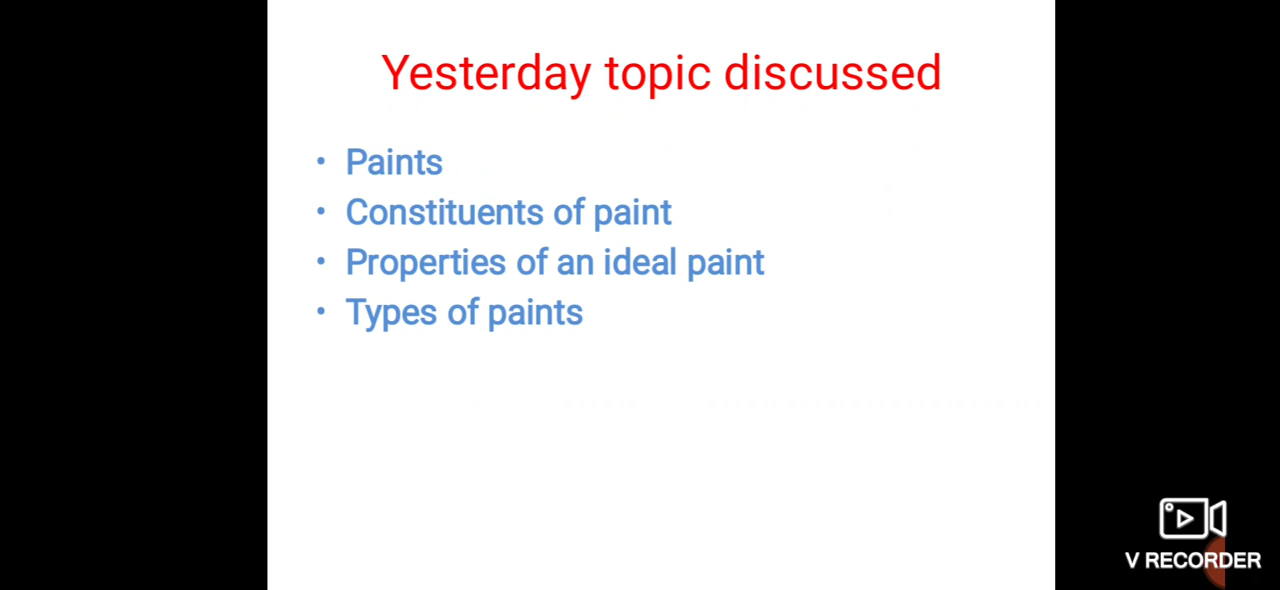 Yesterday topic discussed
• Paints
• Constituents of paint
• Properties of an ideal paint
• Types of paints
V RECORDER